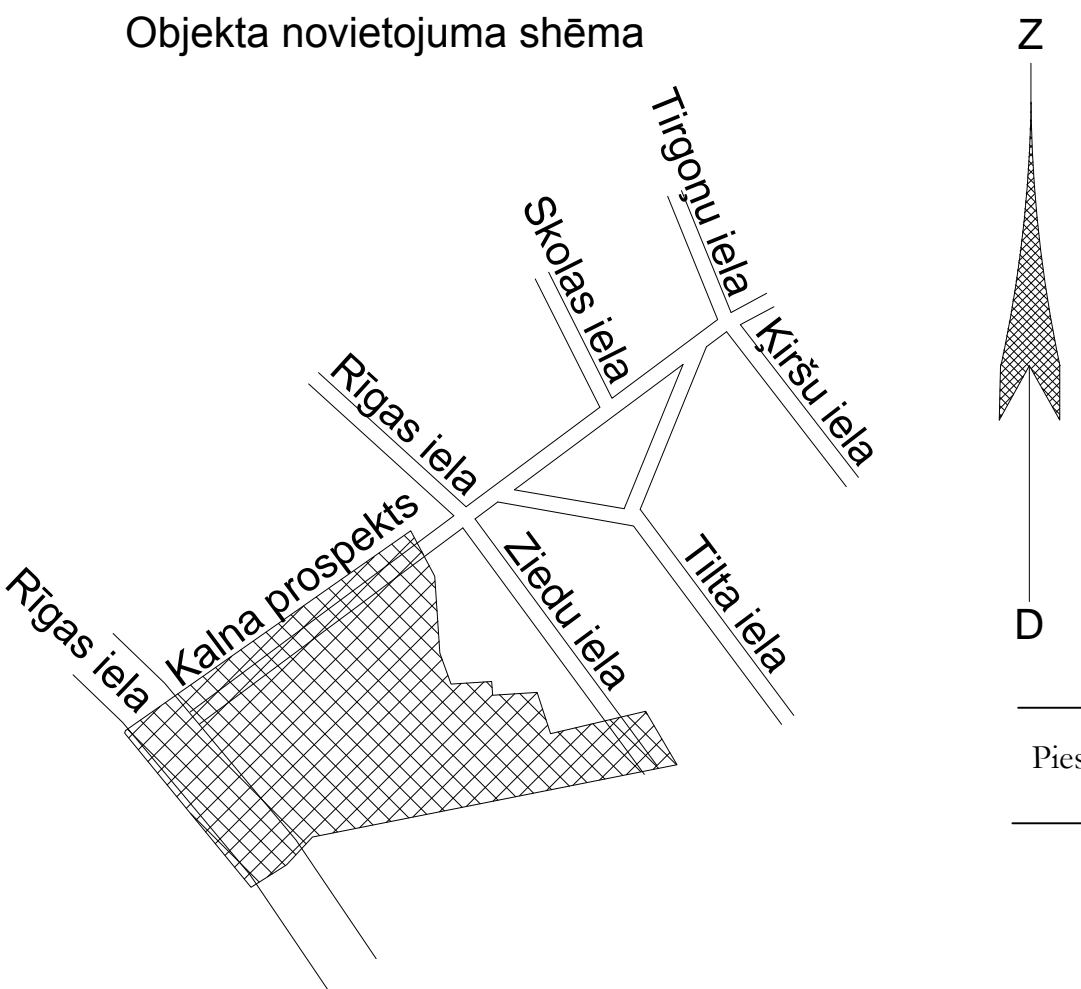 Objekta novietojuma shēma
Z
Tirgoņu iela
Skolas iela
Ķiršu iela
Rīgas iela
Kalna prospekts
Ziedu iela
Tilta iela
Rīgas iela
D
Pies